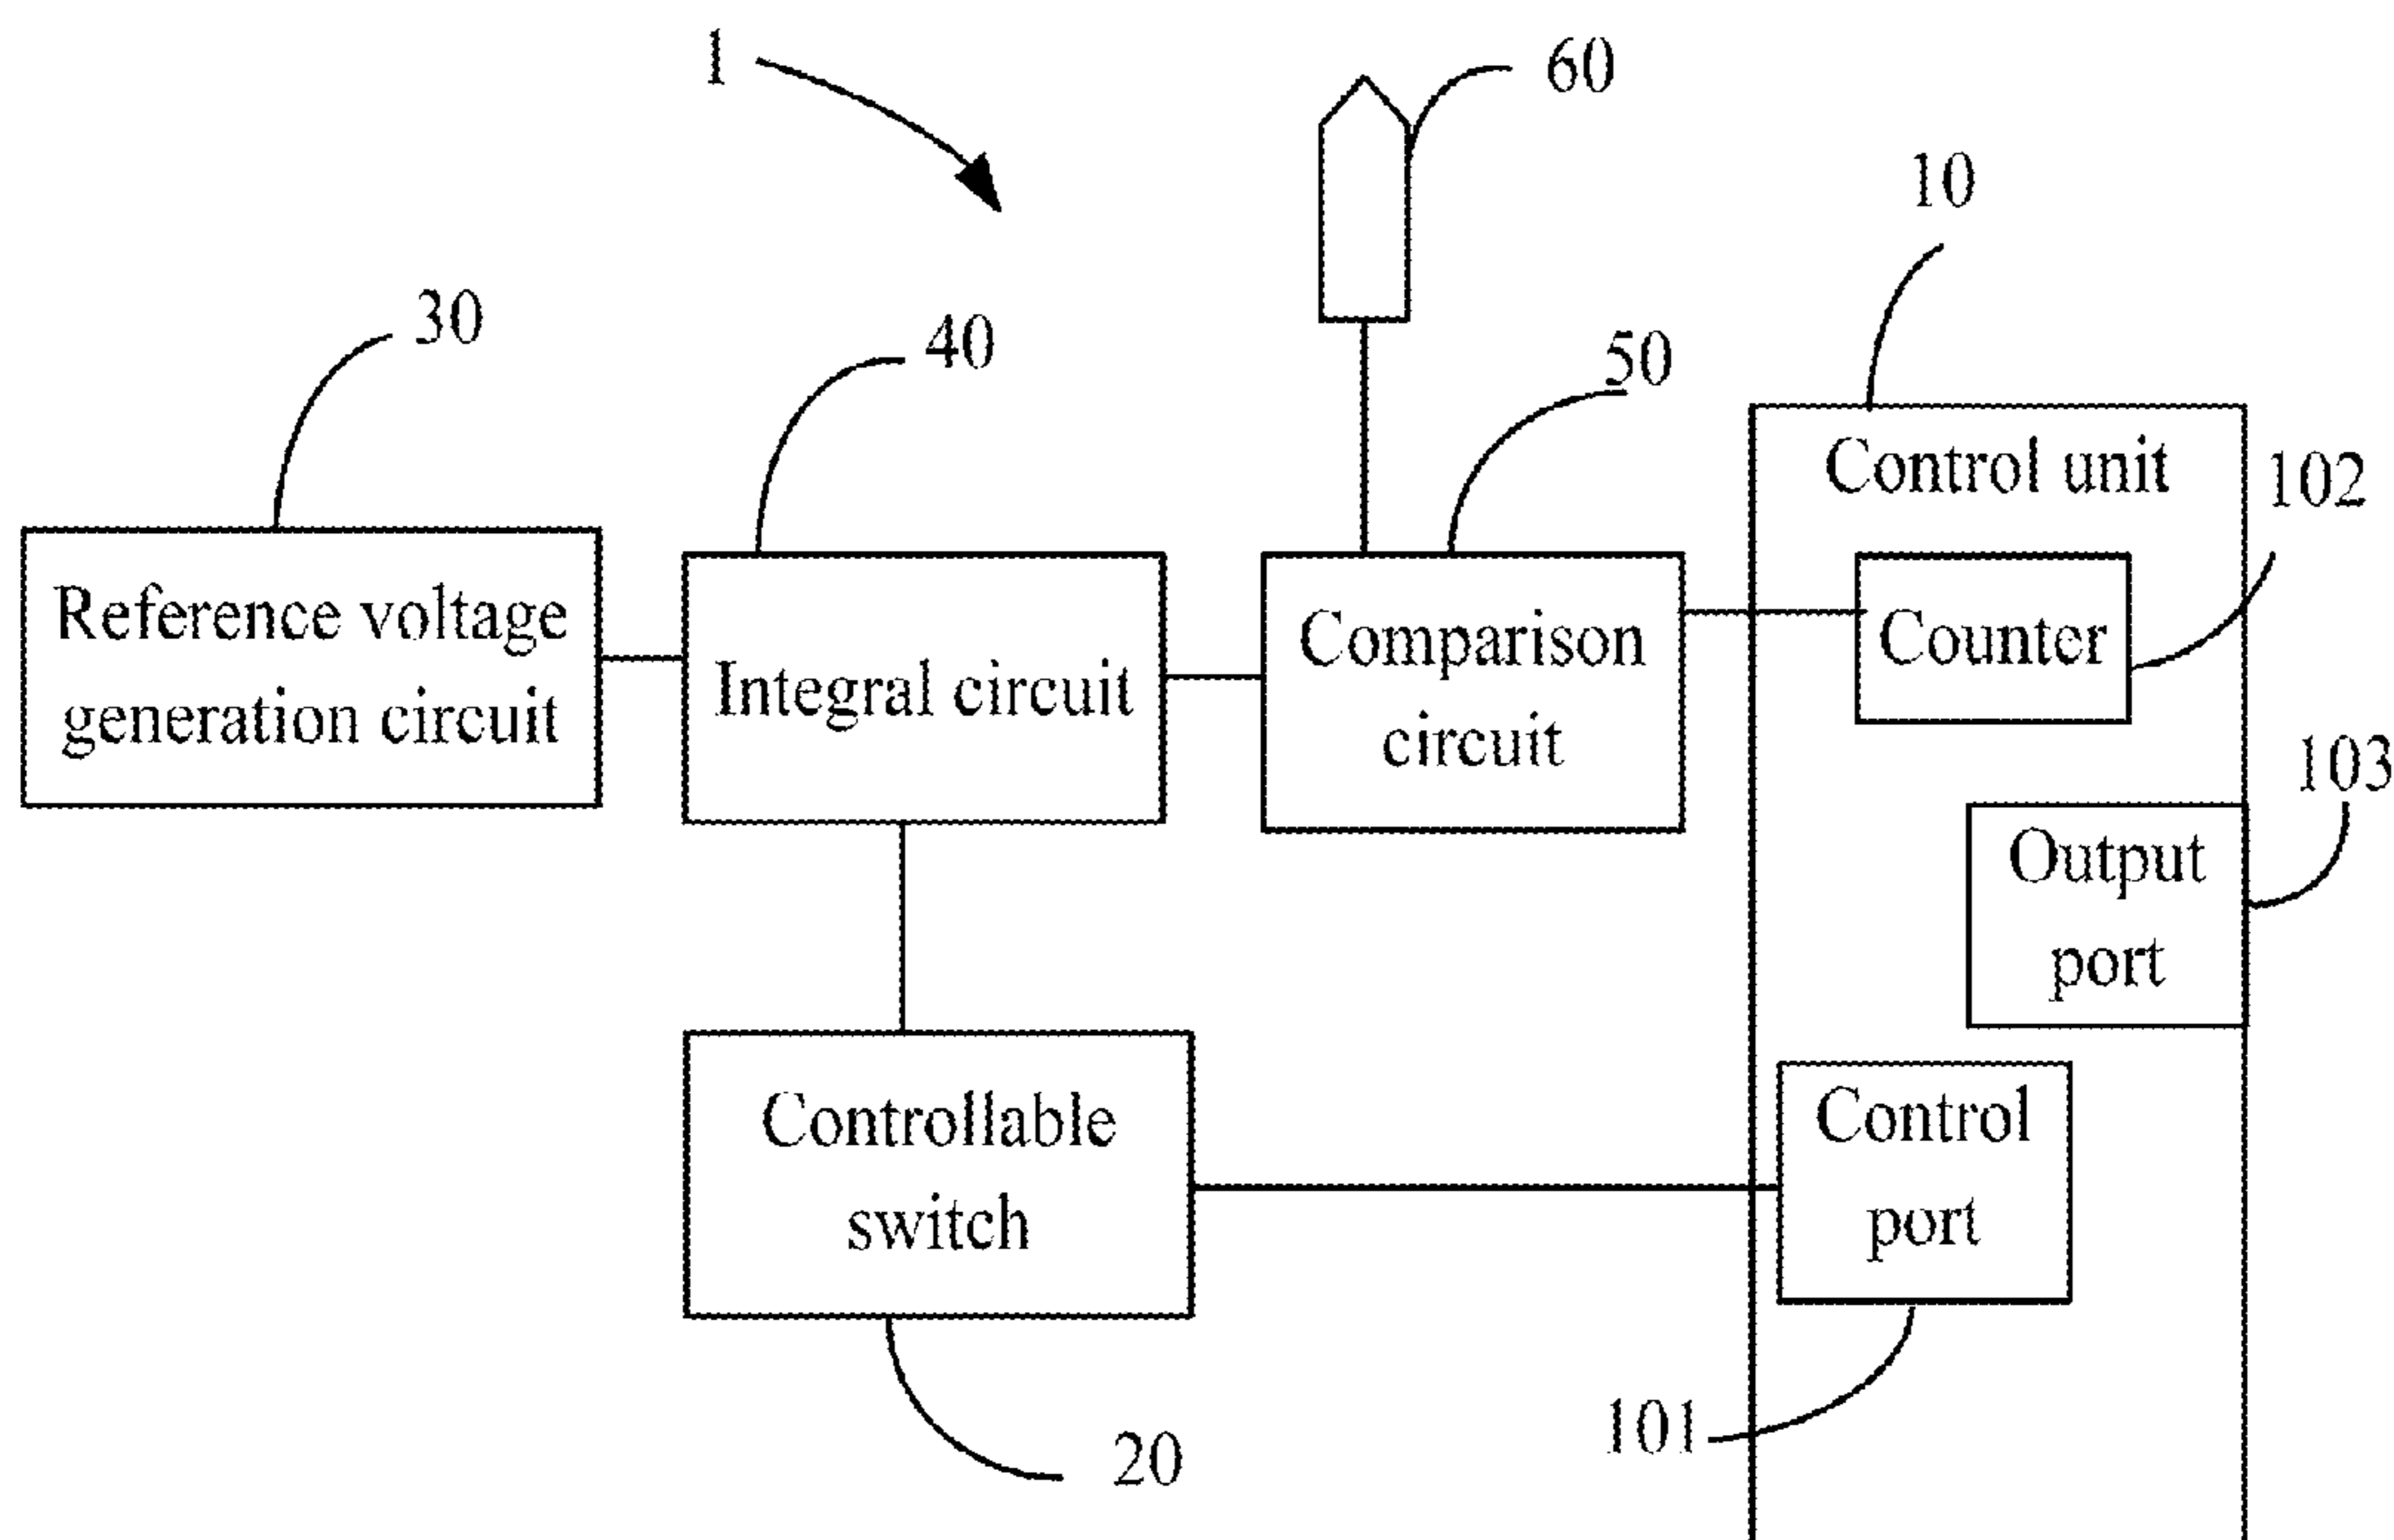 1
60
10
30
40
50
Control unit
102
Reference voltage
generation circuit
Integral circuit
Comparison
circuit
Counter
103
Output
port
Controllable
switch
Control
port
101
20